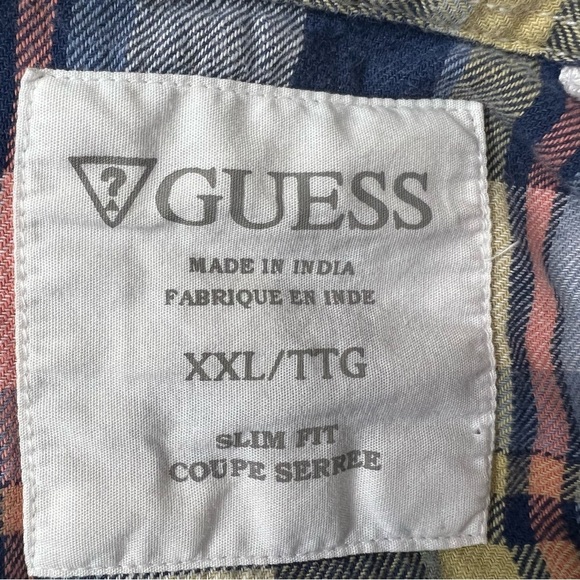 ? GUESS
MADE IN INDIA
FABRIQUE EN INDE
XXL/TTG
SLIM FIT
COUPE SERREE